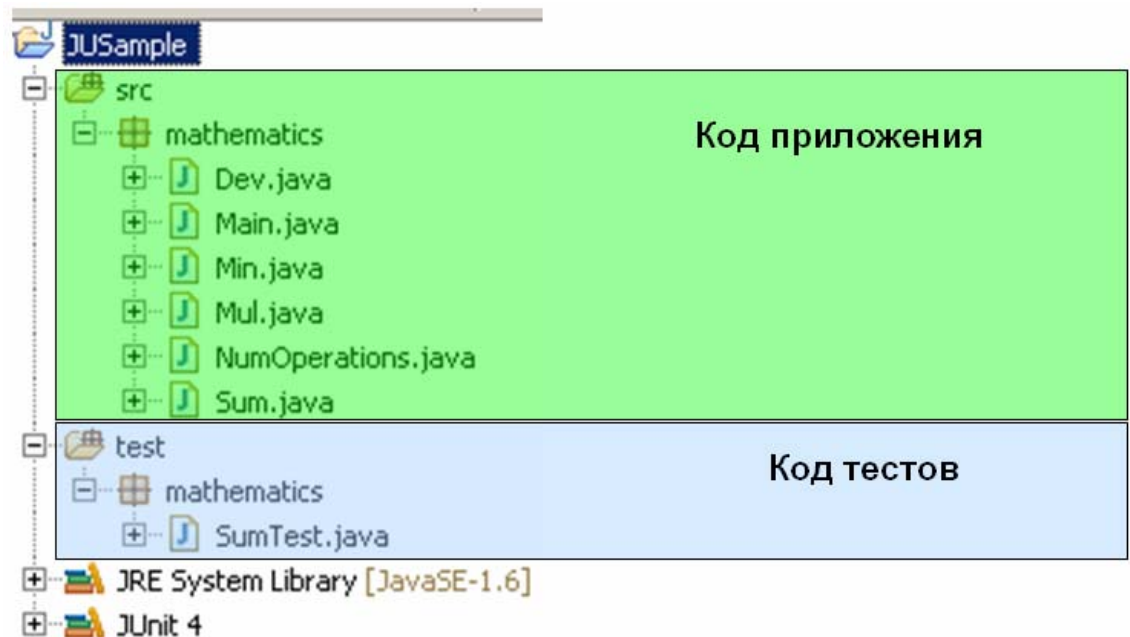 JUSample
src
mathematics
Код приложения
Dev.java
Main.java
Min.java
Mul.java
NumOperations.java
Sum.java
test
Код тестов
mathematics
SumTest.java
JRE System Library [JavaSE-1.6]
JUnit 4